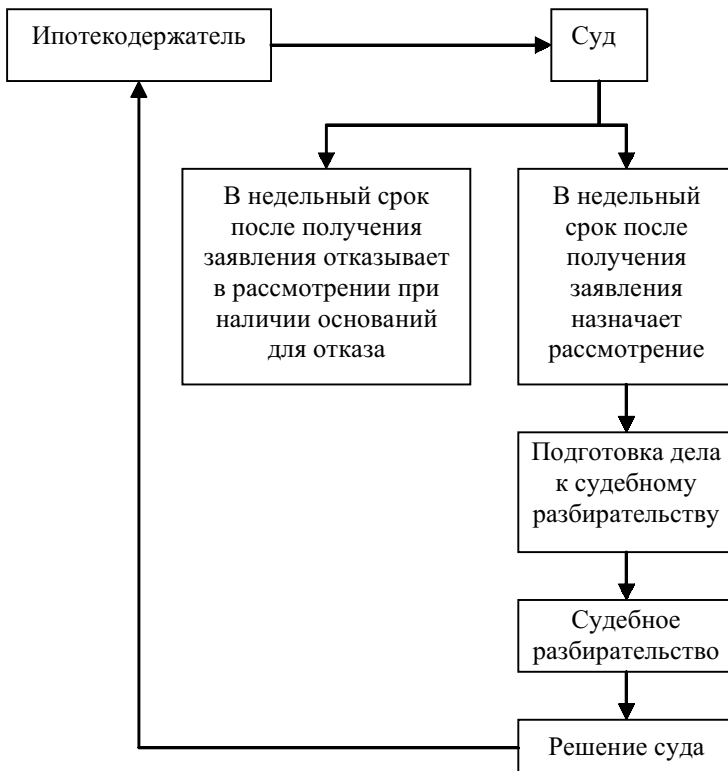 Ипотекодержатель
Суд
В недельный срок
после получения
заявления отказывает
в рассмотрении при
наличии оснований
для отказа
В недельный
срок после
получения
заявления
назначает
рассмотрение
Подготовка дела
к судебному
разбирательству
Судебное
разбирательство
Решение суда